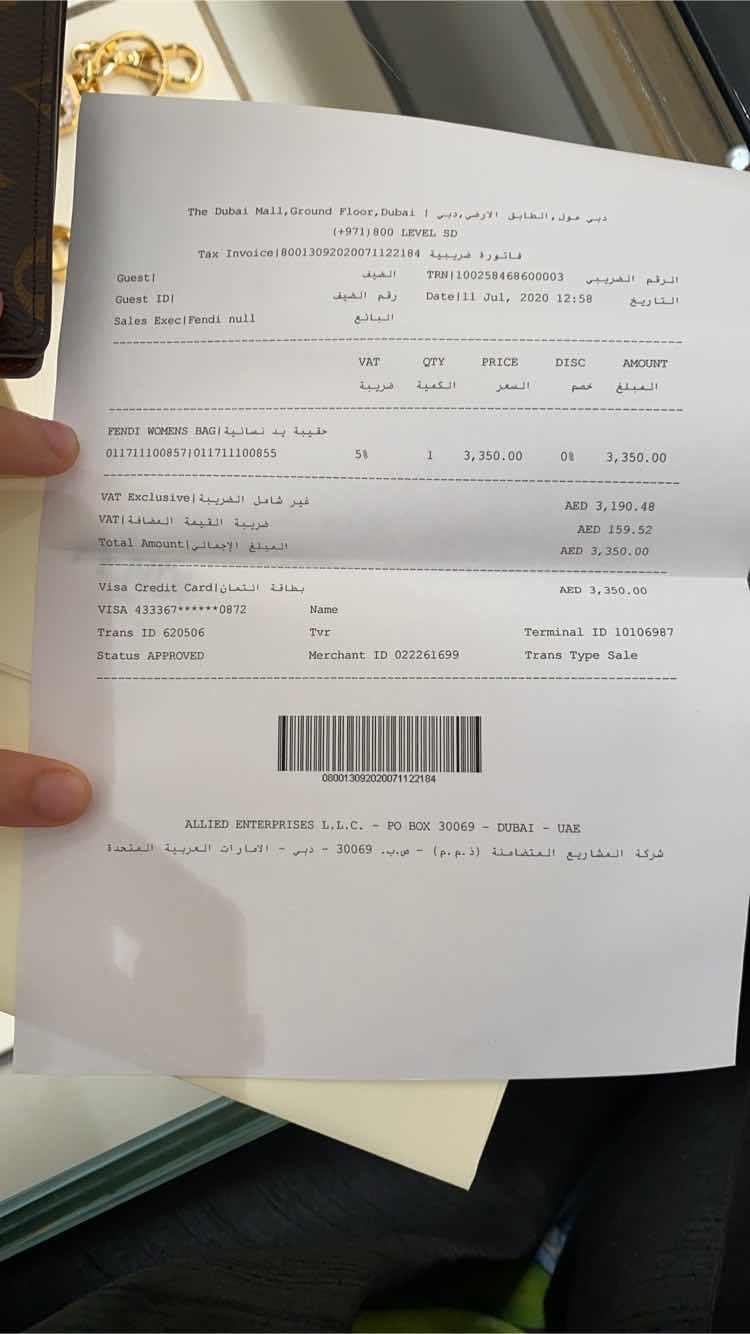 The Dubai Mall,Ground Floor,Dubai | دبي مول,الطابق الارضي,دبي
(+971)800 LEVEL SD
Tax Invoice|80013092020071122184 فاتورة ضريبية
Guest| الضيف TRN|100258468600003 الرقم الضريبي
Guest ID| رقم الضيف Date|11 Jul, 2020 12:58 التاريخ
Sales Exec|Fendi null البائع
VAT QTY PRICE DISC AMOUNT
ضريبة الكمية السعر خصم المبلغ
FENDI WOMENS BAG|حقيبة يد نسائية
011711100857|011711100855 5% 1 3,350.00 0% 3,350.00
VAT Exclusive|غير شامل الضريبة AED 3,190.48
VAT|ضريبة القيمة المضافة AED 159.52
Total Amount|المبلغ الإجمالي AED 3,350.00
Visa Credit Card|بطاقة ائتمان AED 3,350.00
VISA 433367******0872 Name
Trans ID 620506 Tvr Terminal ID 10106987
Status APPROVED Merchant ID 022261699 Trans Type Sale
080013092020071122184
ALLIED ENTERPRISES L.L.C. - PO BOX 30069 - DUBAI - UAE
شركة المشاريع المتضامنة (ذ.م.م) - ص.ب. 30069 - دبي - الامارات العربية المتحدة